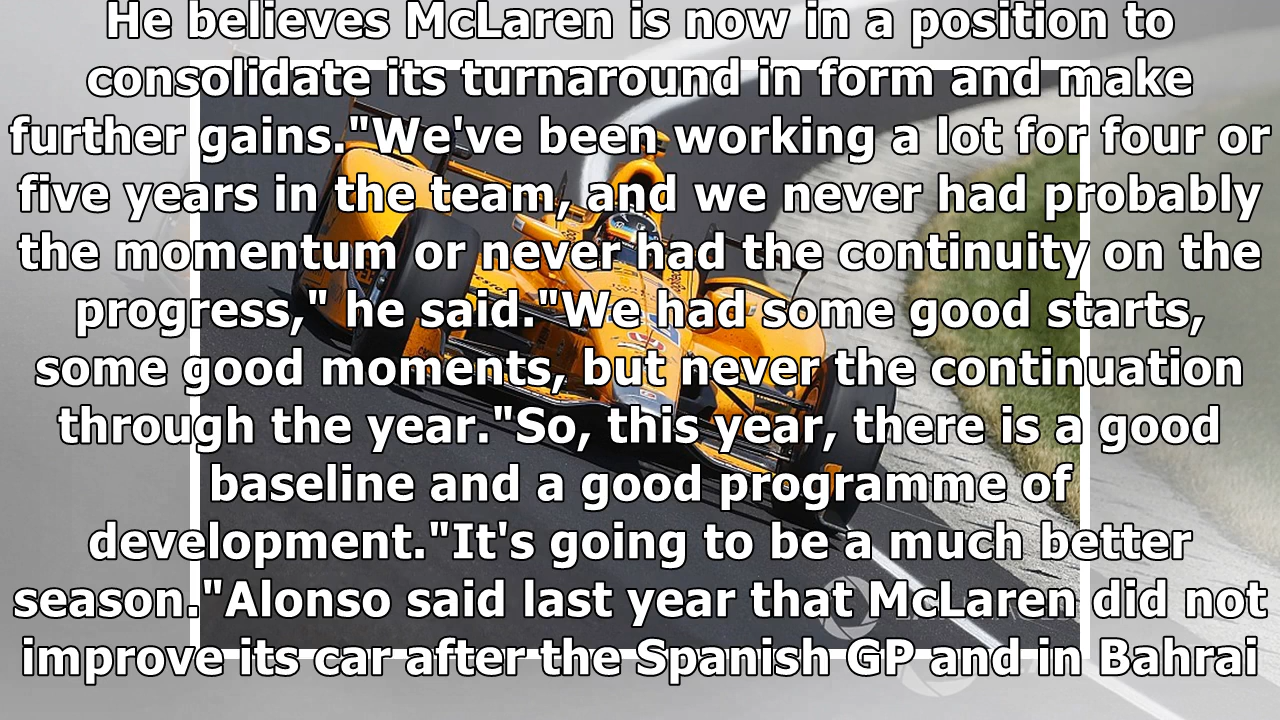 He believes McLaren is now in a position to
consolidate its turnaround in form and make
further gains."We've been working a lot for four or
five years in the team, and we never had probably
the momentum or never had the continuity on the
progress," he said."We had some good starts,
some good moments, but never the continuation
through the year."So, this year, there is a good
baseline and a good programme of
development."It's going to be a much better
season."Alonso said last year that McLaren did not
improve its car after the Spanish GP and in Bahrai